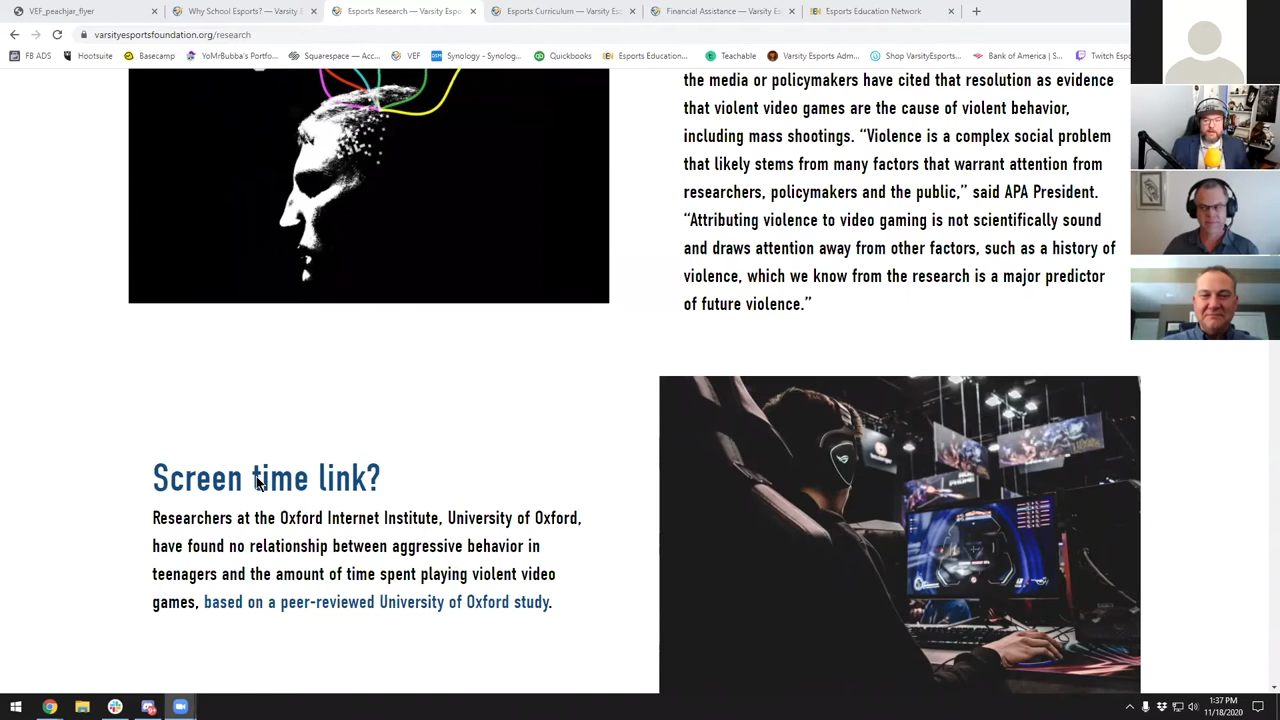 VEF_peachjar_flyer
Why School Esports? — Varsity E
Esports Research — Varsity Espo
Esports Curriculum — Varsity Es
Financial Assistance — Varsity E
Esports Education Network
varsityesportsfoundation.org/research
FB ADS
Hootsuite
Basecamp
YoMrBubba's Portfo...
Squarespace — Acc...
VEF
Synology - Synolog...
Quickbooks
Esports Education...
Teachable
Varsity Esports Adm...
Shop VarsityEsports...
Bank of America | S...
Twitch Esp
the media or policymakers have cited that resolution as evidence
that violent video games are the cause of violent behavior,
including mass shootings. “Violence is a complex social problem
that likely stems from many factors that warrant attention from
researchers, policymakers and the public,” said APA President.
“Attributing violence to video gaming is not scientifically sound
and draws attention away from other factors, such as a history of
violence, which we know from the research is a major predictor
of future violence.”
Screen time link?
Researchers at the Oxford Internet Institute, University of Oxford,
have found no relationship between aggressive behavior in
teenagers and the amount of time spent playing violent video
games, based on a peer-reviewed University of Oxford study.
1:37 PM
11/18/2020